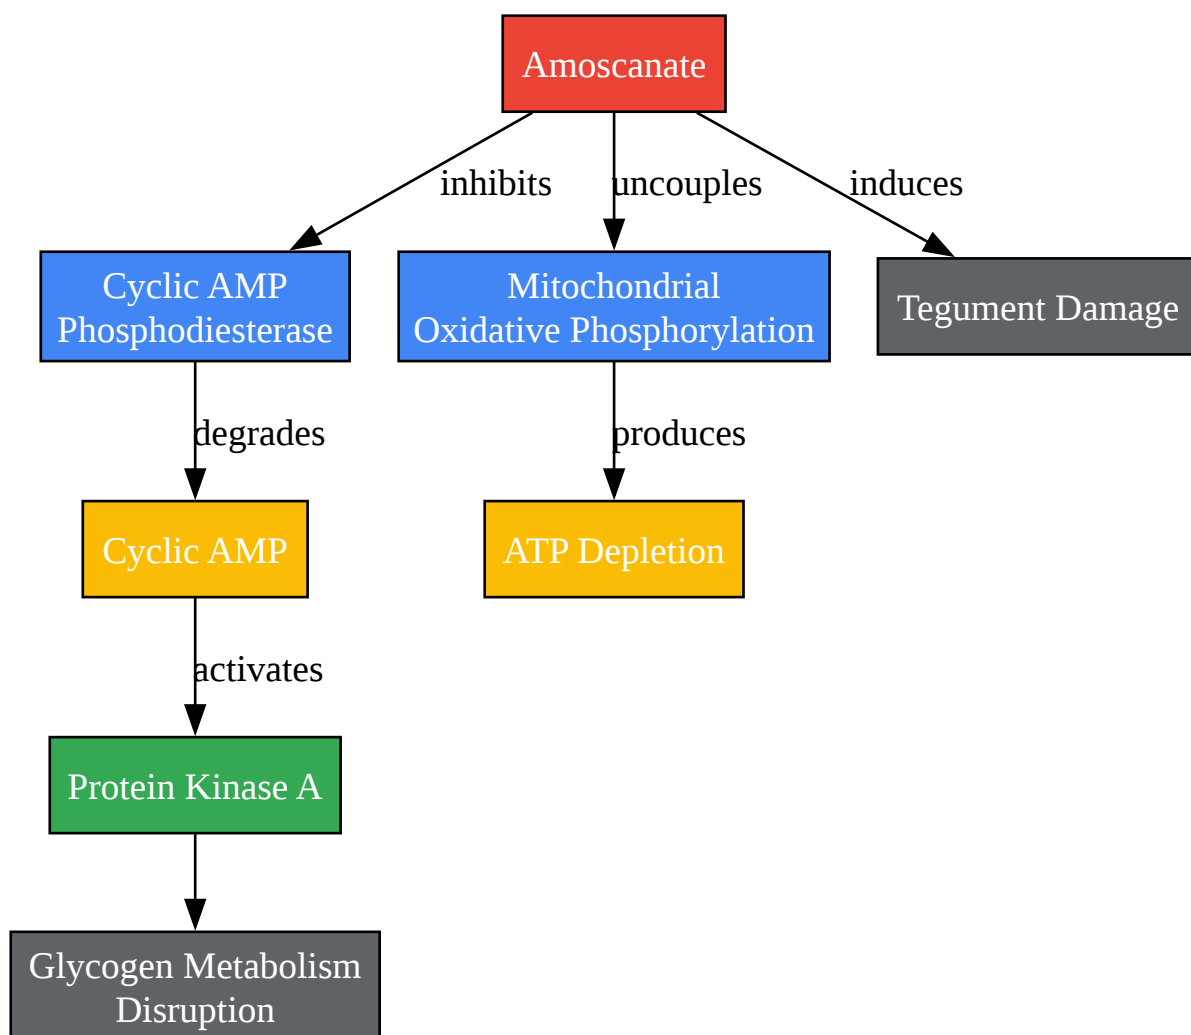 Amoscanate
inhibits
uncouples
induces
Cyclic AMP
Phosphodiesterase
Mitochondrial
Oxidative Phosphorylation
Tegument Damage
degrades
produces
Cyclic AMP
ATP Depletion
activates
Protein Kinase A
Glycogen Metabolism
Disruption